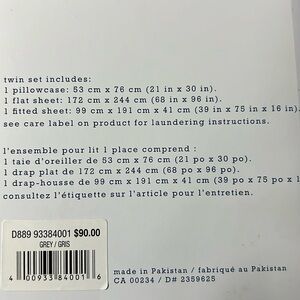 twin set includes:
1 pillowcase: 53 cm x 76 cm (21 in x 30 in).
1 flat sheet: 172 cm x 244 cm (68 in x 96 in).
1 fitted sheet: 99 cm x 191 cm x 41 cm (39 in x 75 in x 16 in).
see care label on product for laundering instructions.
l'ensemble pour lit 1 place comprend :
1 taie d'oreiller de 53 cm x 76 cm (21 po x 30 po).
1 drap plat de 172 cm x 244 cm (68 po x 96 po).
1 drap-housse de 99 cm x 191 cm x 41 cm (39 po x 75 po x 1
consultez l'étiquette sur l'article pour l'entretien.
D889 93384001 $90.00
GREY / GRIS
4 00933 84001 6
made in Pakistan / fabriqué au Pakistan
CA 00234 / D# 2359625